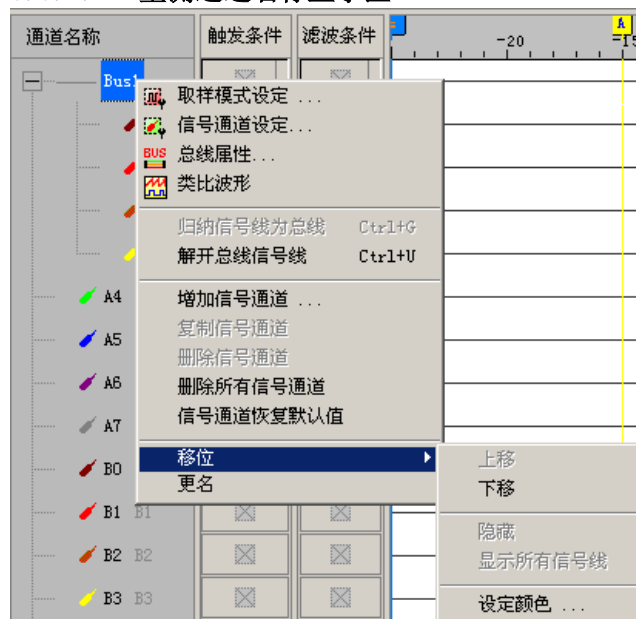 通道名称 触发条件 滤波条件 -20 A -15
Bus1
取样模式设定 ...
信号通道设定...
BUS 总线属性...
类比波形
归纳信号线为总线 Ctrl+G
解开总线信号线 Ctrl+U
A4 增加信号通道 ...
复制信号通道
A5
删除信号通道
A6 删除所有信号通道
信号通道恢复默认值
A7
B0 移位 上移
更名 下移
B1 B1
隐藏
B2 B2 显示所有信号线
B3 B3 设定颜色 ...